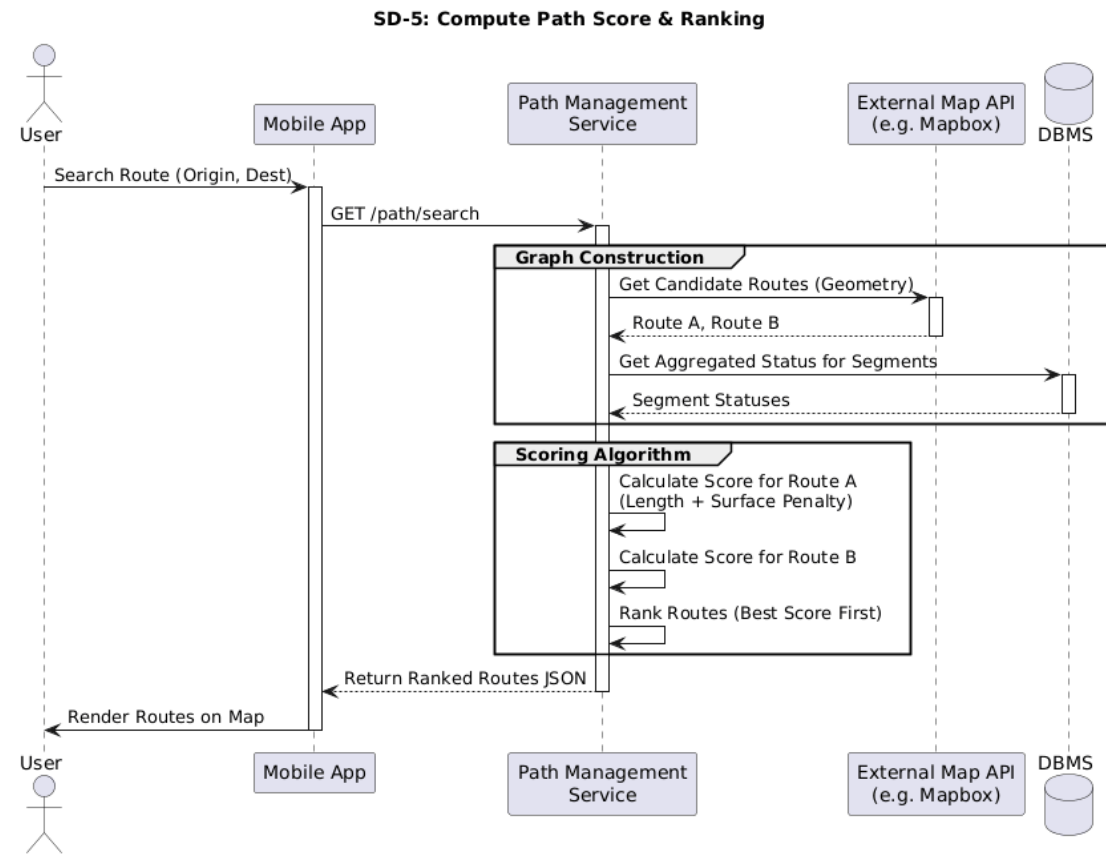 SD-5: Compute Path Score & Ranking
User
Mobile App
Path Management
Service
External Map API
(e.g. Mapbox)
DBMS
Search Route (Origin, Dest)
GET /path/search
Graph Construction
Get Candidate Routes (Geometry)
Route A, Route B
Get Aggregated Status for Segments
Segment Statuses
Scoring Algorithm
Calculate Score for Route A
(Length + Surface Penalty)
Calculate Score for Route B
Rank Routes (Best Score First)
Return Ranked Routes JSON
Render Routes on Map
User
Mobile App
Path Management
Service
External Map API
(e.g. Mapbox)
DBMS